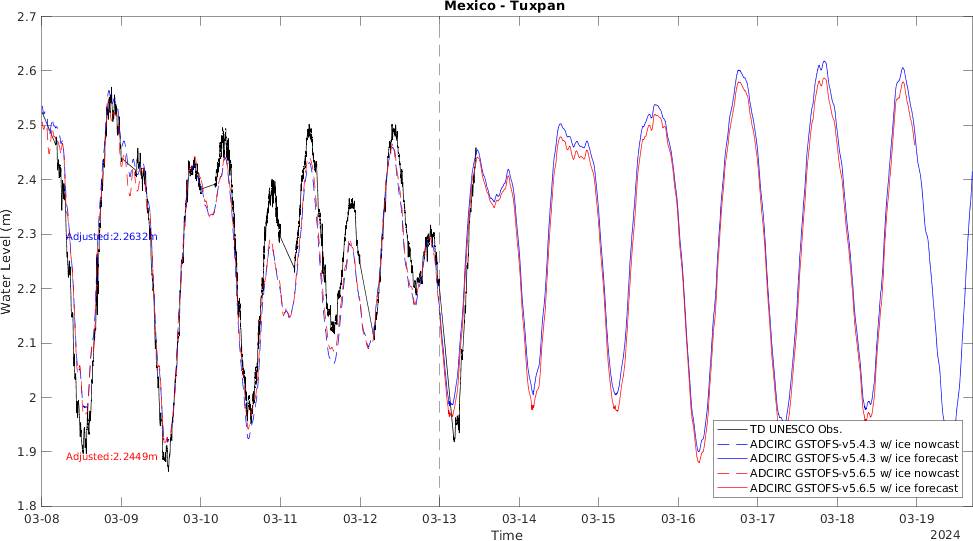 Mexico - Tuxpan
2.7
2.6
2.5
2.4
2.3
2.2
2.1
2
1.9
1.8
Water Level (m)
Adjusted:2.2632m
Adjusted:2.2449m
TD UNESCO Obs.
ADCIRC GSTOFS-v5.4.3 w/ ice nowcast
ADCIRC GSTOFS-v5.4.3 w/ ice forecast
ADCIRC GSTOFS-v5.6.5 w/ ice nowcast
ADCIRC GSTOFS-v5.6.5 w/ ice forecast
03-08 03-09 03-10 03-11 03-12 03-13 03-14 03-15 03-16 03-17 03-18 03-19
Time
2024